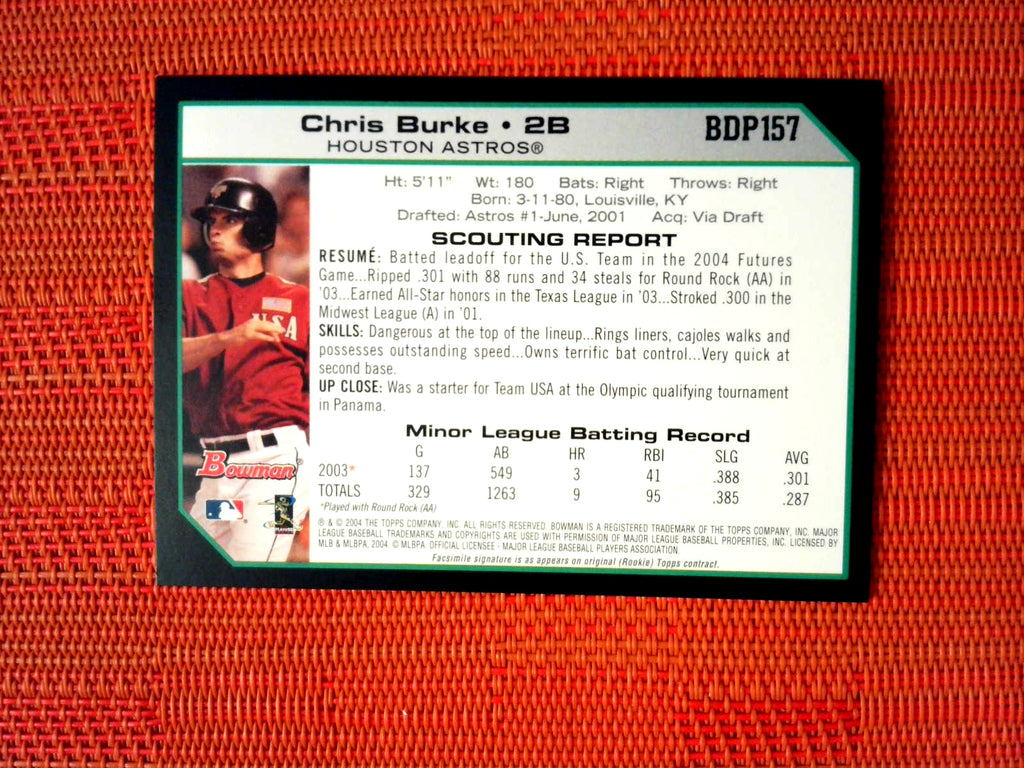 Chris Burke • 2B
HOUSTON ASTROS®
BDP157
Ht: 5'11" Wt: 180 Bats: Right Throws: Right
Born: 3-11-80, Louisville, KY
Drafted: Astros #1-June, 2001 Acq: Via Draft
SCOUTING REPORT
RESUMÉ: Batted leadoff for the U.S. Team in the 2004 Futures
Game...Ripped .301 with 88 runs and 34 steals for Round Rock (AA) in
'03...Earned All-Star honors in the Texas League in '03...Stroked .300 in the
Midwest League (A) in '01.
SKILLS: Dangerous at the top of the lineup...Rings liners, cajoles walks and
possesses outstanding speed...Owns terrific bat control...Very quick at
second base.
UP CLOSE: Was a starter for Team USA at the Olympic qualifying tournament
in Panama.
USA
Bowman®
Minor League Batting Record
G AB HR RBI SLG AVG
2003* 137 549 3 41 .388 .301
TOTALS 329 1263 9 95 .385 .287
*Played with Round Rock (AA)
® & © 2004 THE TOPPS COMPANY, INC. ALL RIGHTS RESERVED. BOWMAN IS A REGISTERED TRADEMARK OF THE TOPPS COMPANY, INC. MAJOR
LEAGUE BASEBALL TRADEMARKS AND COPYRIGHTS ARE USED WITH PERMISSION OF MAJOR LEAGUE BASEBALL PROPERTIES, INC. LICENSED BY
MLB & MLBPA, 2004. © MLBPA. OFFICIAL LICENSEE - MAJOR LEAGUE BASEBALL PLAYERS ASSOCIATION.
Facsimile signature is as appears on original (Rookie) Topps contract.